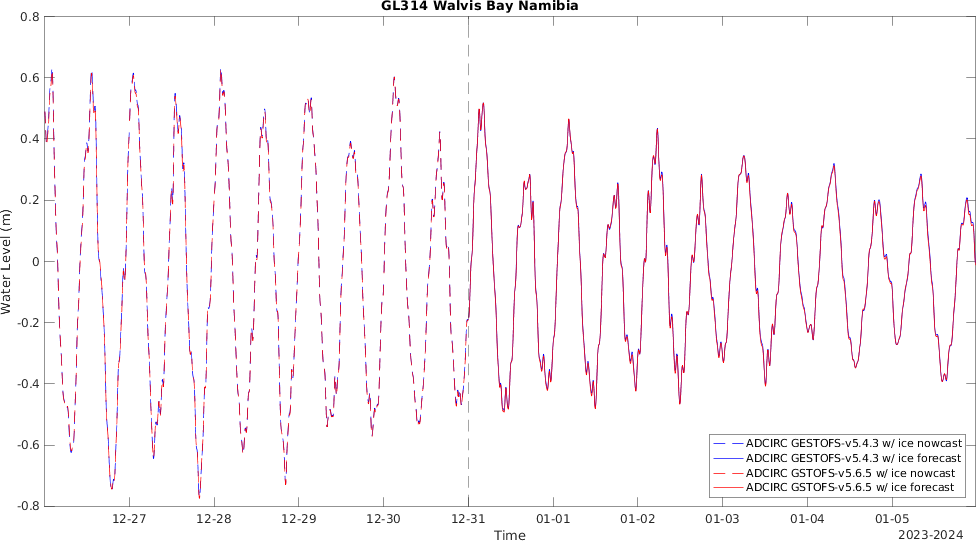 GL314 Walvis Bay Namibia
Water Level (m)
0.8
0.6
0.4
0.2
0
-0.2
-0.4
-0.6
-0.8
ADCIRC GESTOFS-v5.4.3 w/ ice nowcast
ADCIRC GESTOFS-v5.4.3 w/ ice forecast
ADCIRC GSTOFS-v5.6.5 w/ ice nowcast
ADCIRC GSTOFS-v5.6.5 w/ ice forecast
12-27 12-28 12-29 12-30 12-31 01-01 01-02 01-03 01-04 01-05
Time
2023-2024